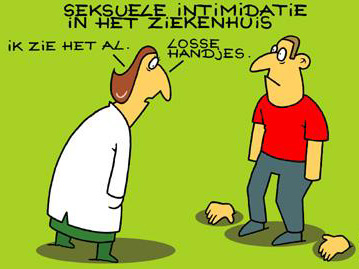 SEKSUELE INTIMIDATIE
IN HET ZIEKENHUIS
IK ZIE HET AL.
LOSSE
HANDJES.